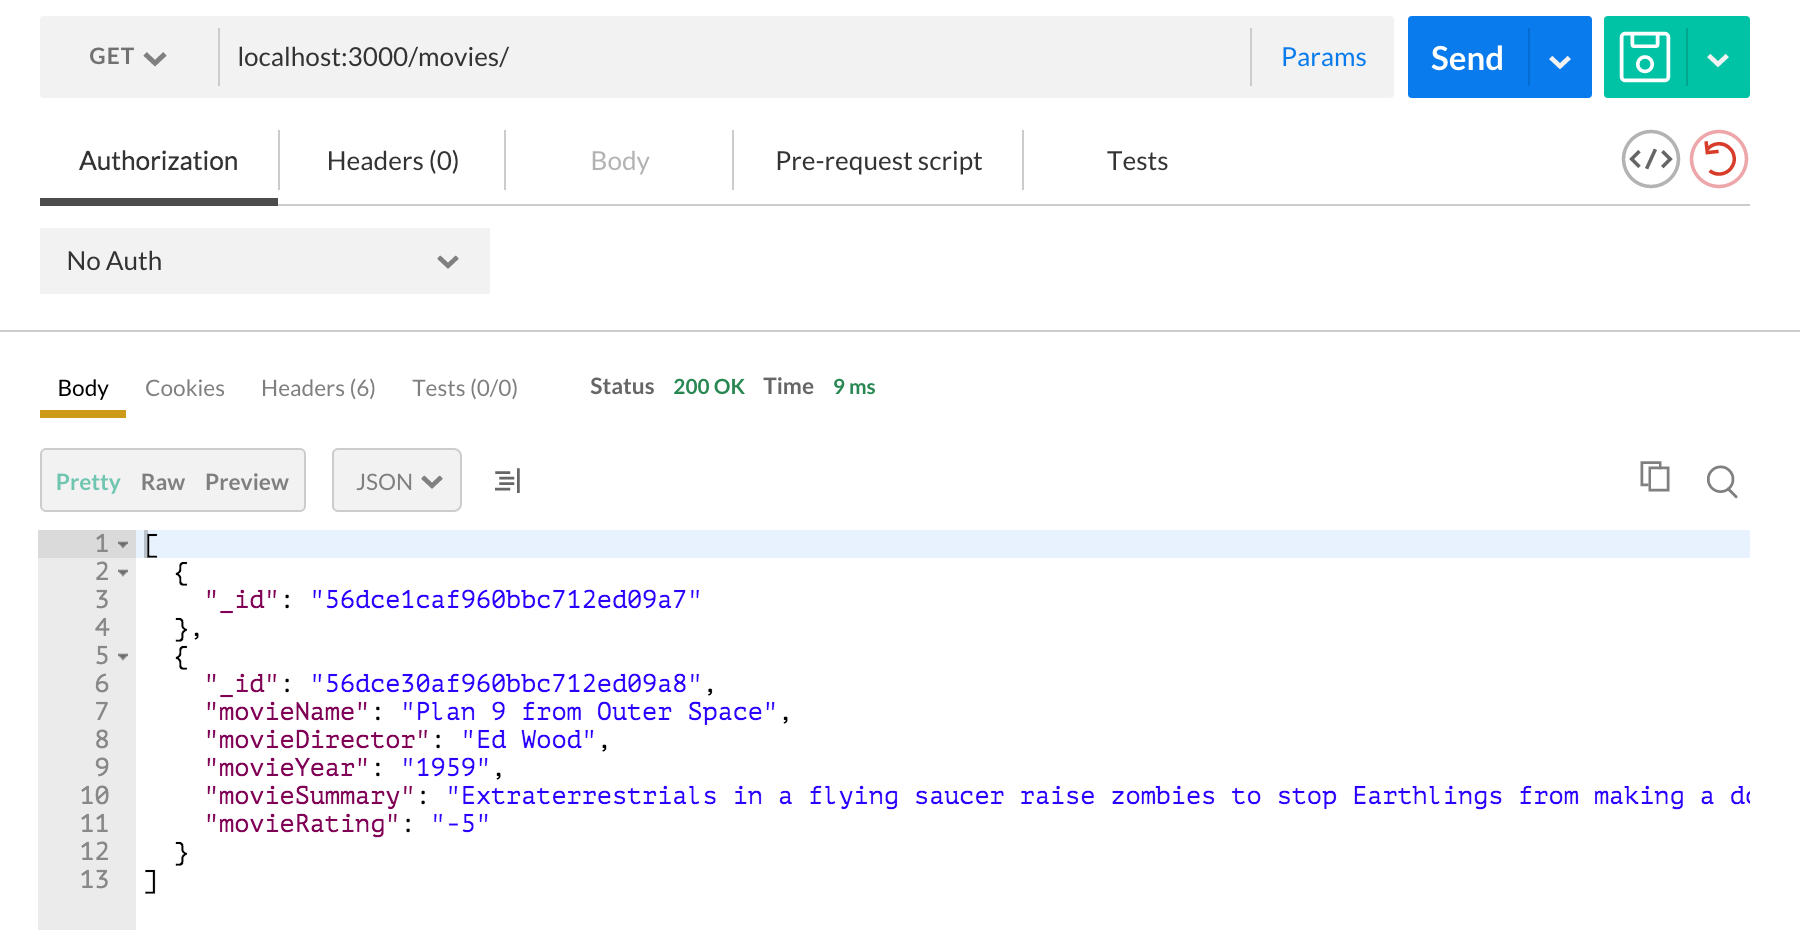 GET localhost:3000/movies/ Params Send
Authorization Headers (0) Body Pre-request script Tests
No Auth
Body Cookies Headers (6) Tests (0/0) Status 200 OK Time 9 ms
Pretty Raw Preview JSON
1 [
2 {
3 "_id": "56dce1caf960bbc712ed09a7"
4 },
5 {
6 "_id": "56dce30af960bbc712ed09a8",
7 "movieName": "Plan 9 from Outer Space",
8 "movieDirector": "Ed Wood",
9 "movieYear": "1959",
10 "movieSummary": "Extraterrestrials in a flying saucer raise zombies to stop Earthlings from making a
11 "movieRating": "-5"
12 }
13 ]